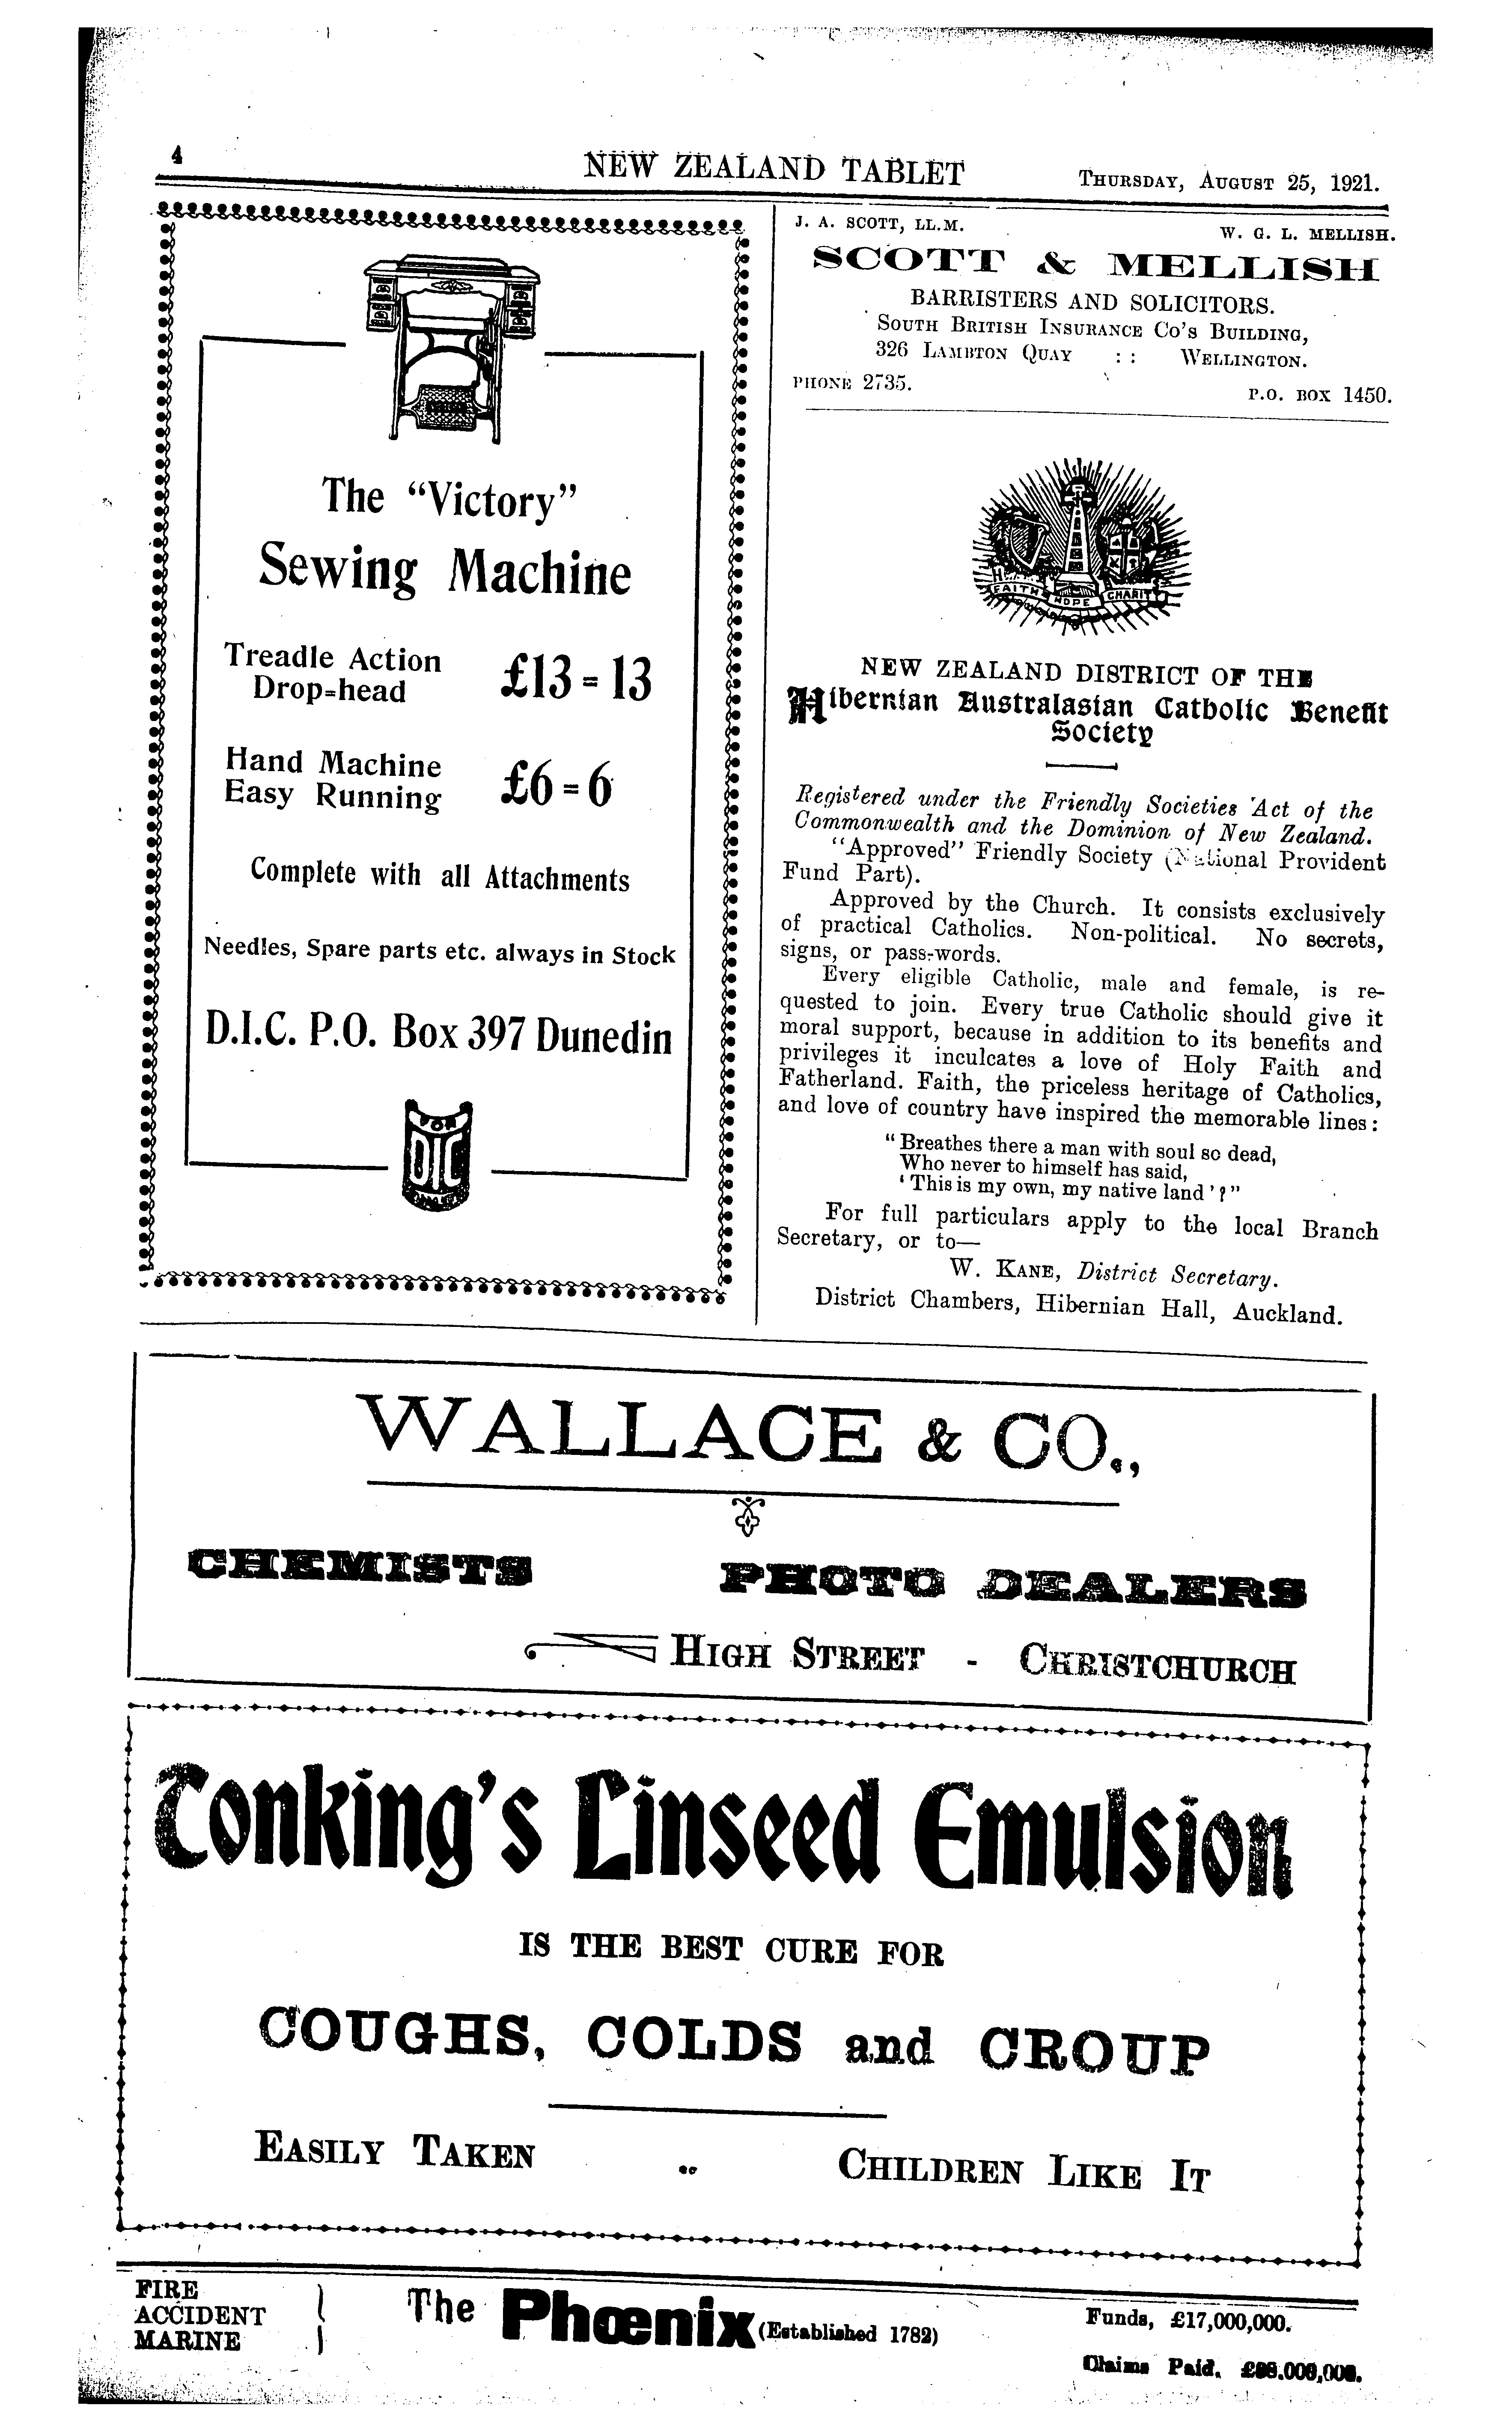 4
NEW ZEALAND TABLET
THURSDAY, AUGUST 25, 1921.
The "Victory"
Sewing Machine
Treadle Action
Drop-head
£13=13
Hand Machine
Easy Running
£6=6
Complete with all Attachments
Needles, Spare parts etc. always in Stock
D.I.C. P.O. Box 397 Dunedin
FOR
DIC
J. A. SCOTT, LL.M.
W. G. L. MELLISH.
SCOTT & MELLISH
BARRISTERS AND SOLICITORS.
SOUTH BRITISH INSURANCE CO'S BUILDING,
326 LAMBTON QUAY :: WELLINGTON.
PHONE 2735.
P.O. BOX 1450.
FAITH HOPE CHARITY
NEW ZEALAND DISTRICT OF THE
Hibernian Australasian Catholic Benefit
Society
Registered under the Friendly Societies Act of the
Commonwealth and the Dominion of New Zealand.
"Approved" Friendly Society (National Provident
Fund Part).
Approved by the Church. It consists exclusively
of practical Catholics. Non-political. No secrets,
signs, or pass-words.
Every eligible Catholic, male and female, is re-
quested to join. Every true Catholic should give it
moral support, because in addition to its benefits and
privileges it inculcates a love of Holy Faith and
Fatherland. Faith, the priceless heritage of Catholics,
and love of country have inspired the memorable lines:
"Breathes there a man with soul so dead,
Who never to himself has said,
'This is my own, my native land'?"
For full particulars apply to the local Branch
Secretary, or to—
W. KANE, District Secretary.
District Chambers, Hibernian Hall, Auckland.
WALLACE & CO.,
CHEMISTS PHOTO DEALERS
HIGH STREET - CHRISTCHURCH
Tonking's Linseed Emulsion
IS THE BEST CURE FOR
COUGHS, COLDS and CROUP
EASILY TAKEN .. CHILDREN LIKE IT
FIRE
ACCIDENT
MARINE
The Phœnix (Established 1782)
Funds, £17,000,000.
Claims Paid,